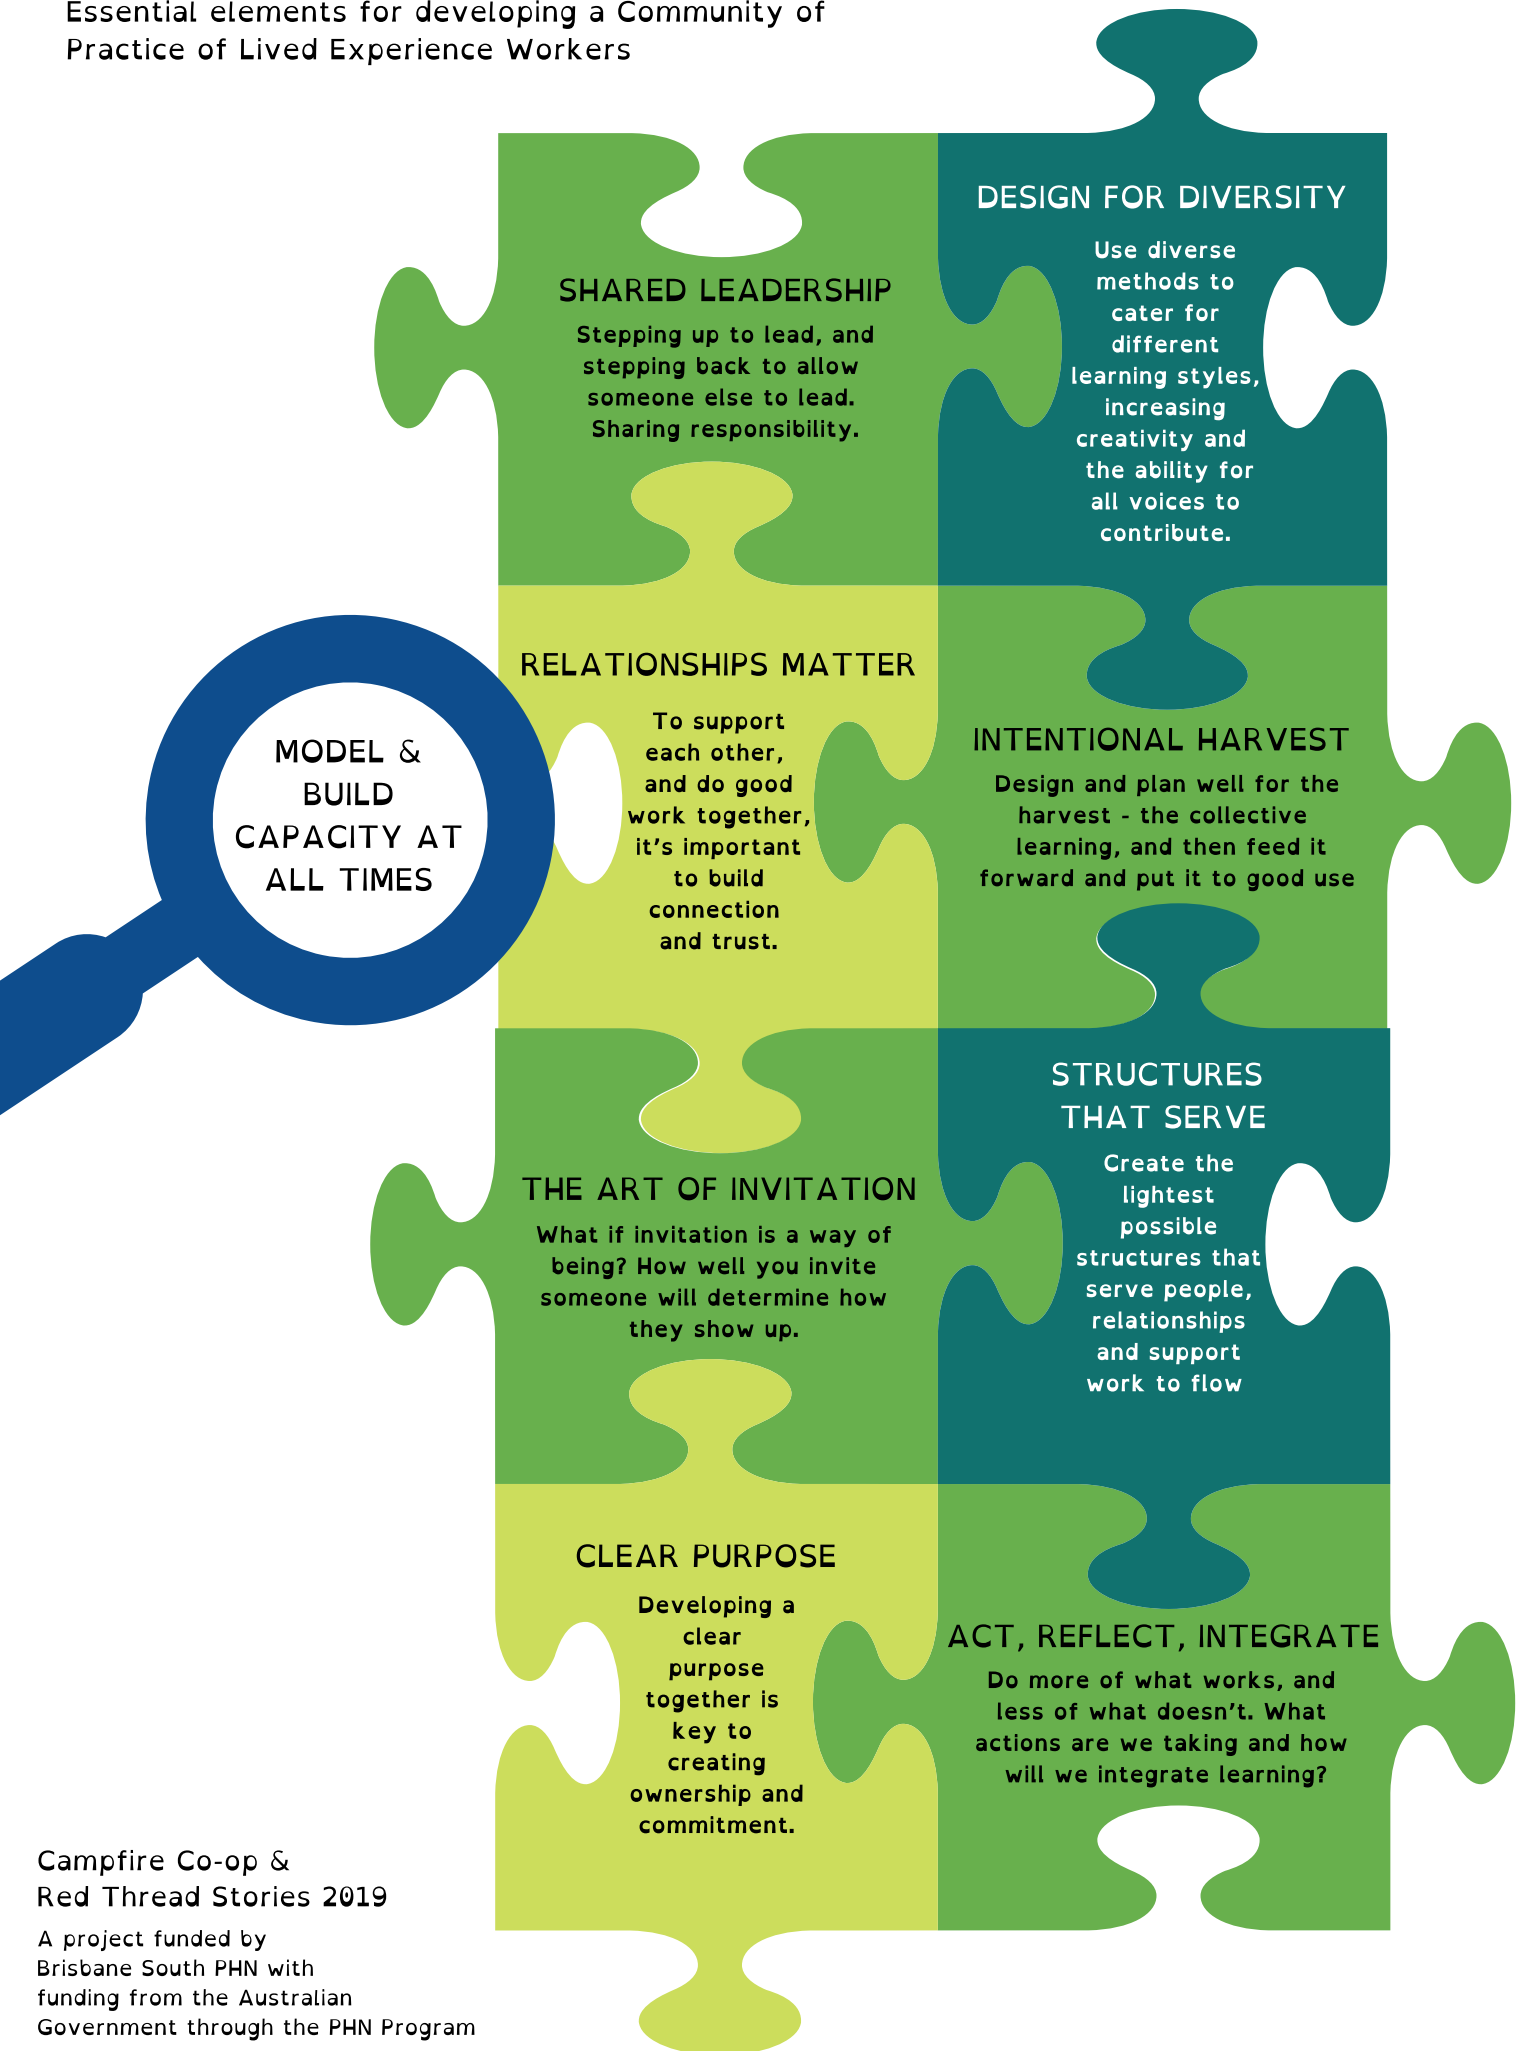 Essential elements for developing a Community of
Practice of Lived Experience Workers
SHARED LEADERSHIP
Stepping up to lead, and
stepping back to allow
someone else to lead.
Sharing responsibility.
DESIGN FOR DIVERSITY
Use diverse
methods to
cater for
different
learning styles,
increasing
creativity and
the ability for
all voices to
contribute.
MODEL &
BUILD
CAPACITY AT
ALL TIMES
RELATIONSHIPS MATTER
To support
each other,
and do good
work together,
it's important
to build
connection
and trust.
INTENTIONAL HARVEST
Design and plan well for the
harvest - the collective
learning, and then feed it
forward and put it to good use
THE ART OF INVITATION
What if invitation is a way of
being? How well you invite
someone will determine how
they show up.
STRUCTURES
THAT SERVE
Create the
lightest
possible
structures that
serve people,
relationships
and support
work to flow
CLEAR PURPOSE
Developing a
clear
purpose
together is
key to
creating
ownership and
commitment.
ACT, REFLECT, INTEGRATE
Do more of what works, and
less of what doesn't. What
actions are we taking and how
will we integrate learning?
Campfire Co-op &
Red Thread Stories 2019
A project funded by
Brisbane South PHN with
funding from the Australian
Government through the PHN Program